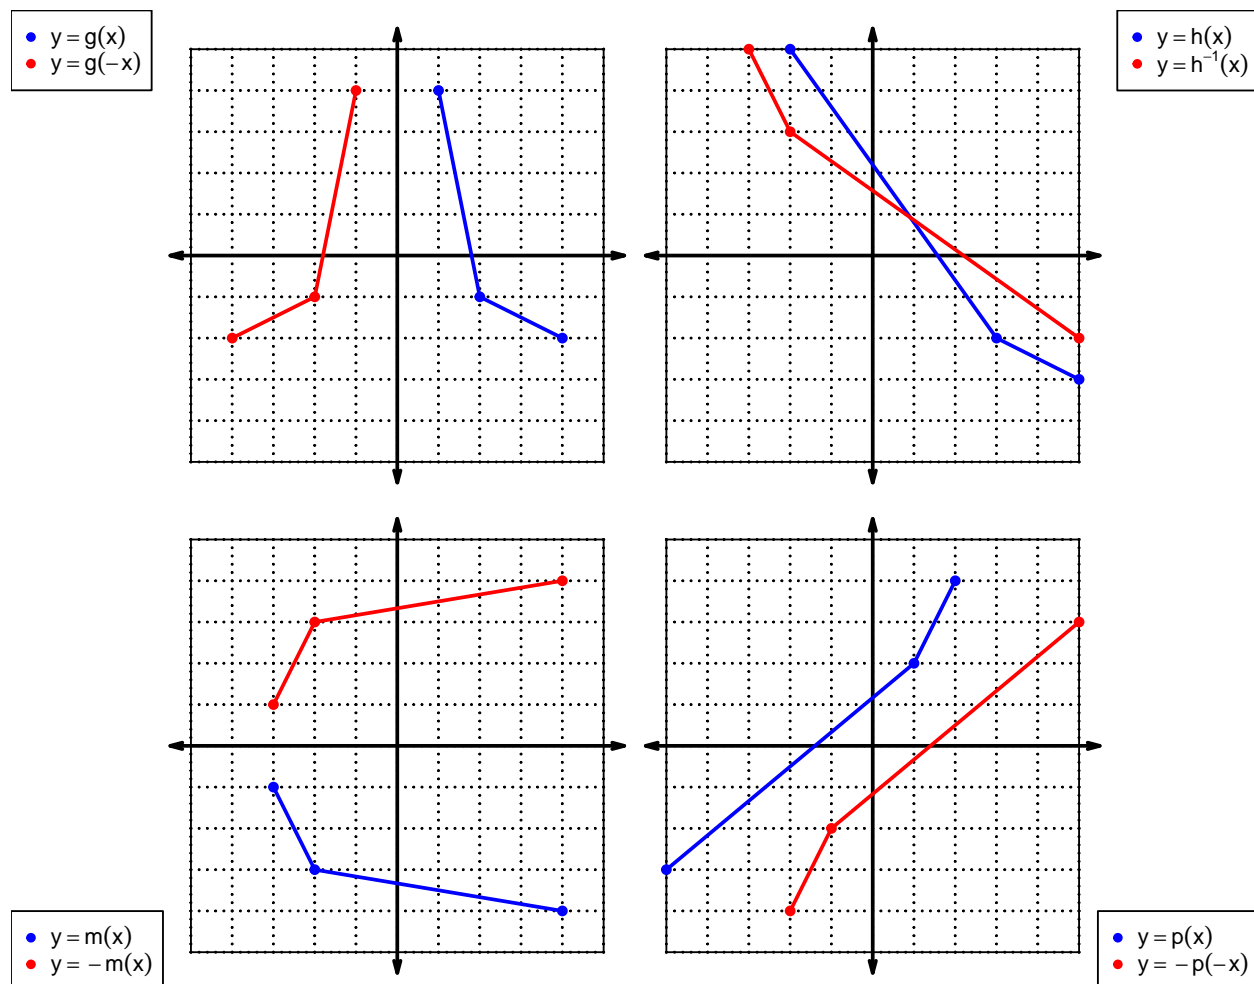 y = g(x)
y = g(−x)
y = h(x)
y = h⁻¹(x)
y = m(x)
y = −m(x)
y = p(x)
y = −p(−x)